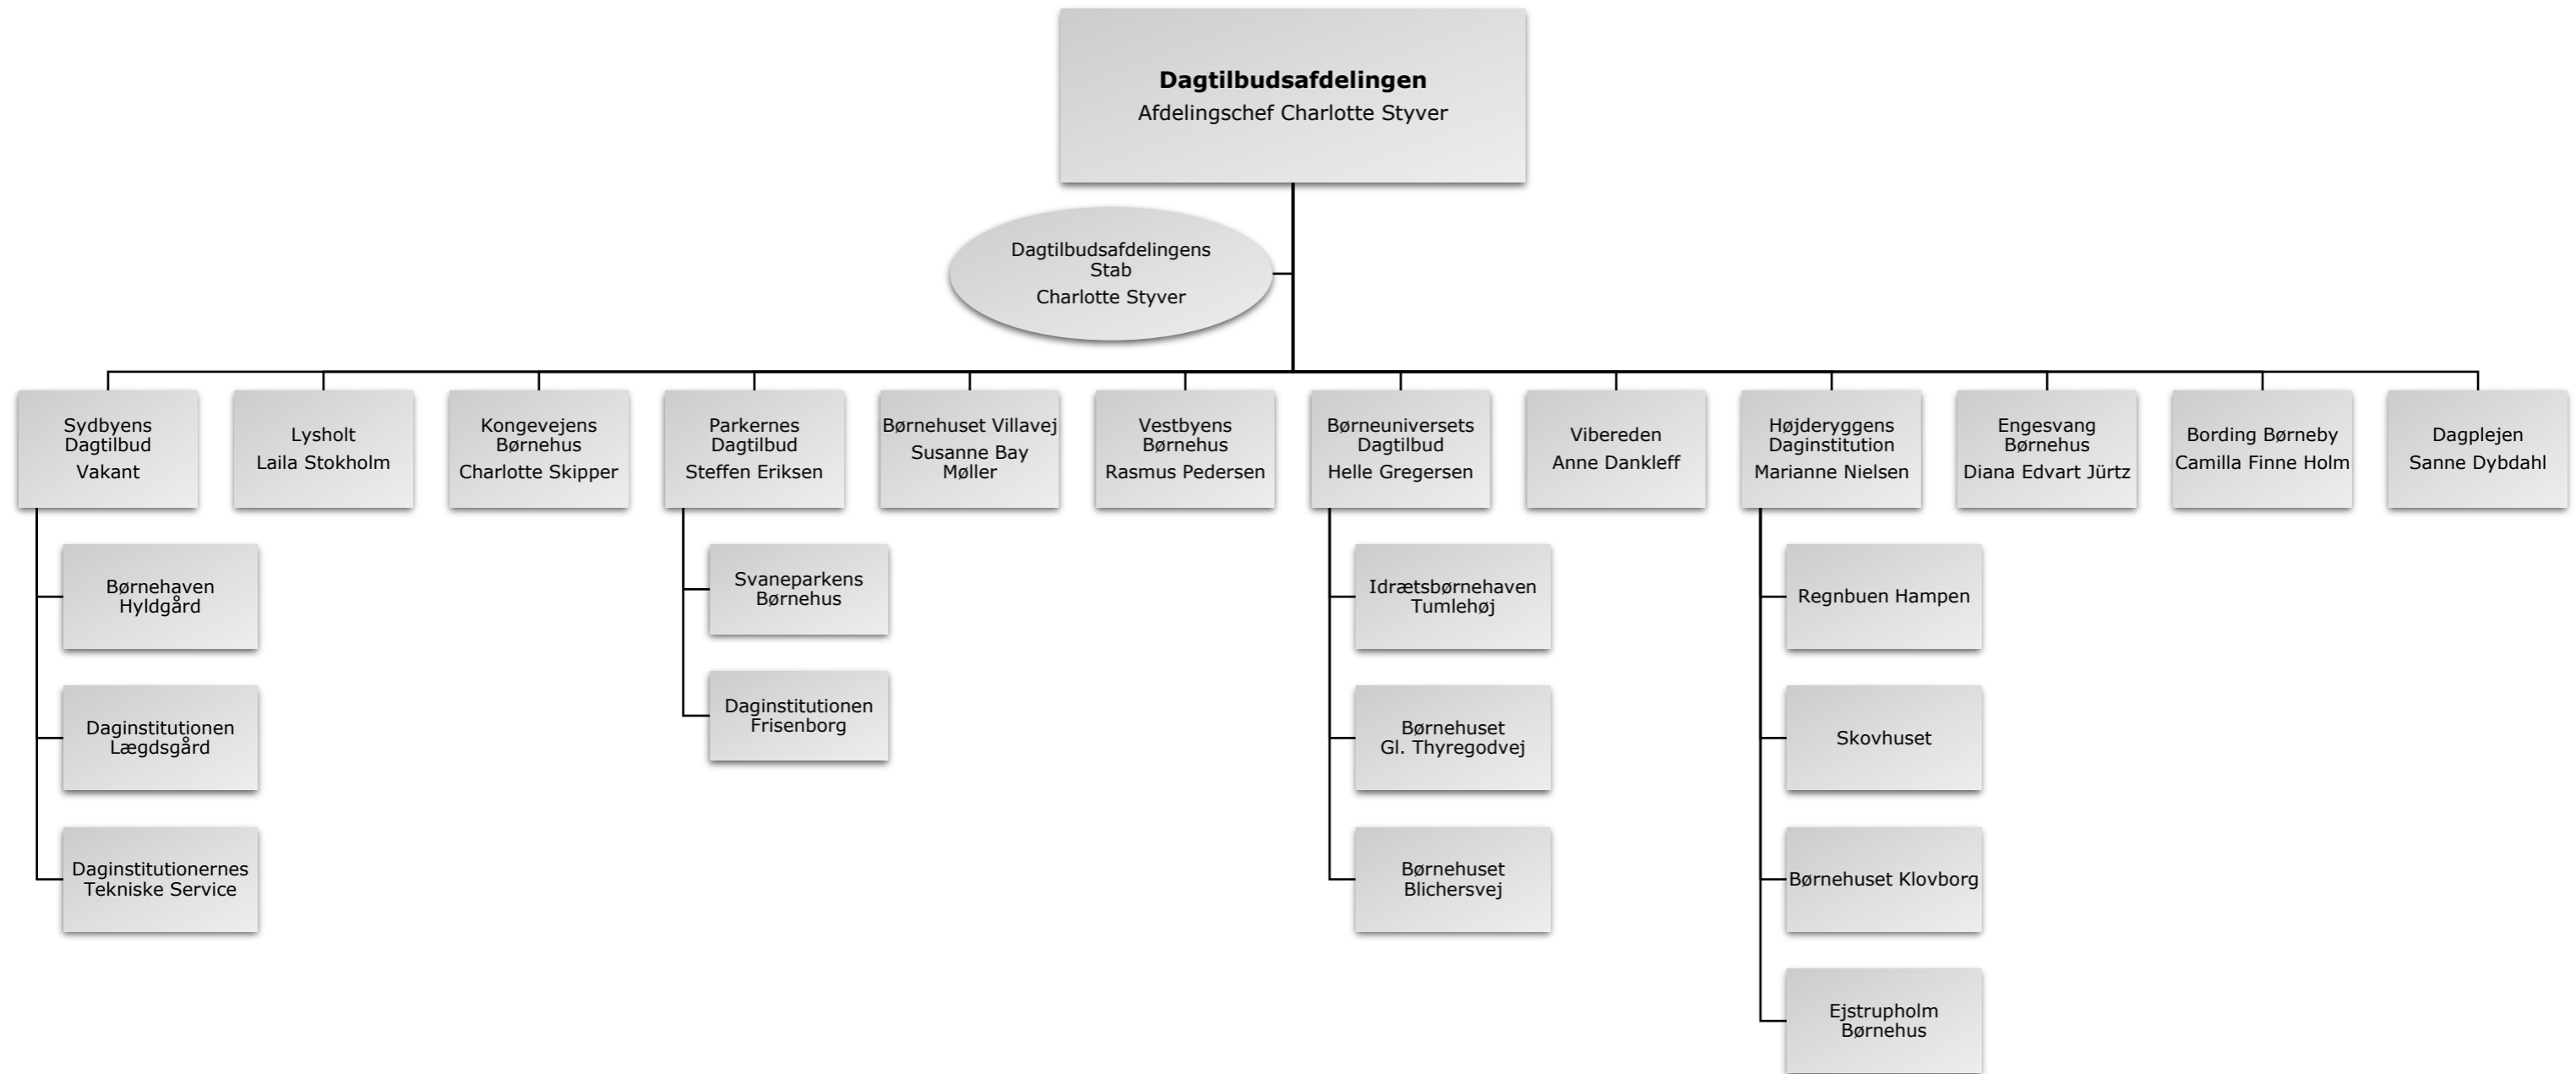 Dagtilbudsafdelingen
Afdelingschef Charlotte Styver
Dagtilbudsafdelingens
Stab
Charlotte Styver
Sydbyens
Dagtilbud
Vakant
Lysholt
Laila Stokholm
Kongevejens
Børnehus
Charlotte Skipper
Parkernes
Dagtilbud
Steffen Eriksen
Børnehuset Villavej
Susanne Bay
Møller
Vestbyens
Børnehus
Rasmus Pedersen
Børneuniversets
Dagtilbud
Helle Gregersen
Vibereden
Anne Dankleff
Højderyggens
Daginstitution
Marianne Nielsen
Engesvang
Børnehus
Diana Edvart Jürtz
Bording Børneby
Camilla Finne Holm
Dagplejen
Sanne Dybdahl
Børnehaven
Hyldgård
Daginstitutionen
Lægdsgård
Daginstitutionernes
Tekniske Service
Svaneparkens
Børnehus
Daginstitutionen
Frisenborg
Idrætsbørnehaven
Tumlehøj
Børnehuset
Gl. Thyregodvej
Børnehuset
Blichersvej
Regnbuen Hampen
Skovhuset
Børnehuset Klovborg
Ejstrupholm
Børnehus